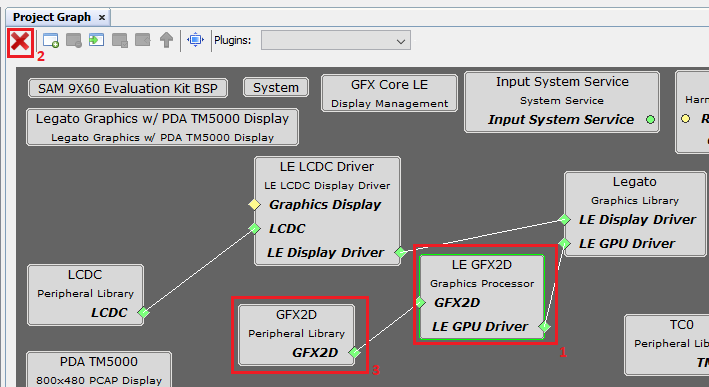 Project Graph ×
Plugins:
2
SAM 9X60 Evaluation Kit BSP
System
GFX Core LE
Display Management
Input System Service
System Service
Input System Service
Harn
R
Legato Graphics w/ PDA TM5000 Display
Legato Graphics w/ PDA TM5000 Display
LE LCDC Driver
LE LCDC Display Driver
Graphics Display
LCDC
LE Display Driver
Legato
Graphics Library
LE Display Driver
LE GPU Driver
LCDC
Peripheral Library
LCDC
LE GFX2D
Graphics Processor
GFX2D
LE GPU Driver
1
GFX2D
Peripheral Library
GFX2D
3
TC0
Peripheral Lib
TM
PDA TM5000
800x480 PCAP Display